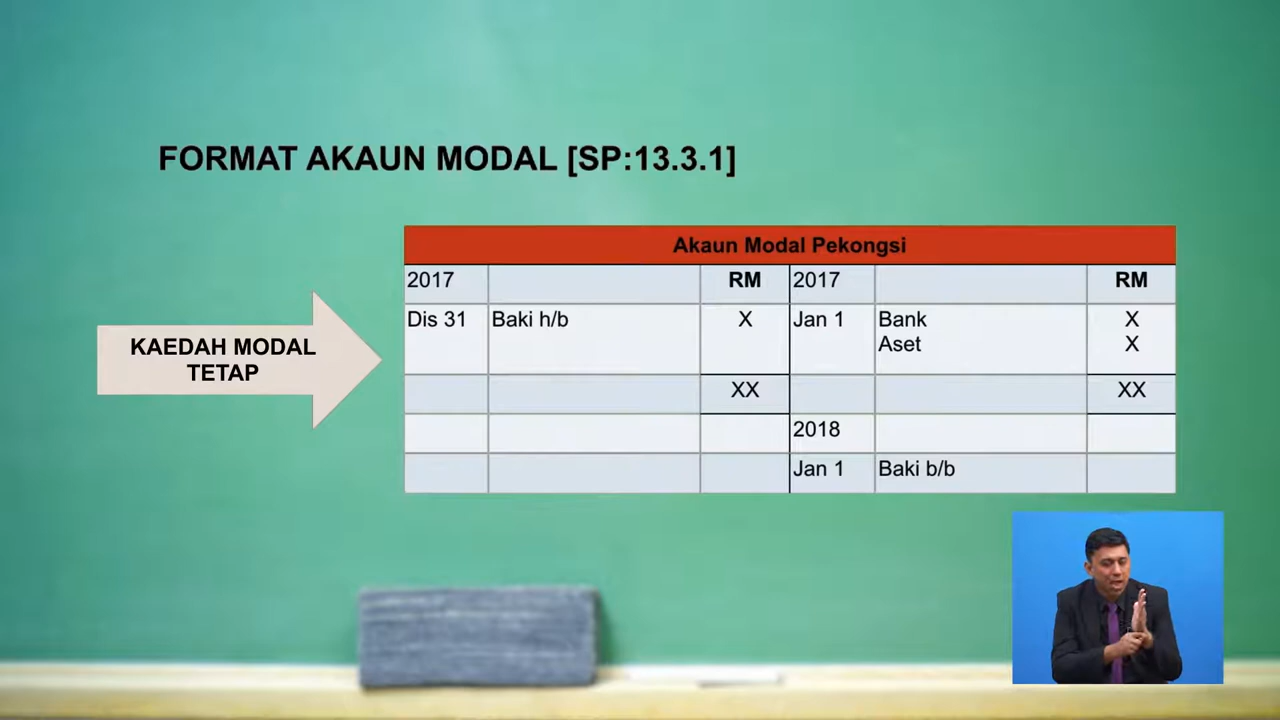 FORMAT AKAUN MODAL [SP:13.3.1]
KAEDAH MODAL
TETAP
Akaun Modal Pekongsi
2017 RM 2017 RM
Dis 31 Baki h/b X Jan 1 Bank X
Aset X
XX XX
2018
Jan 1 Baki b/b